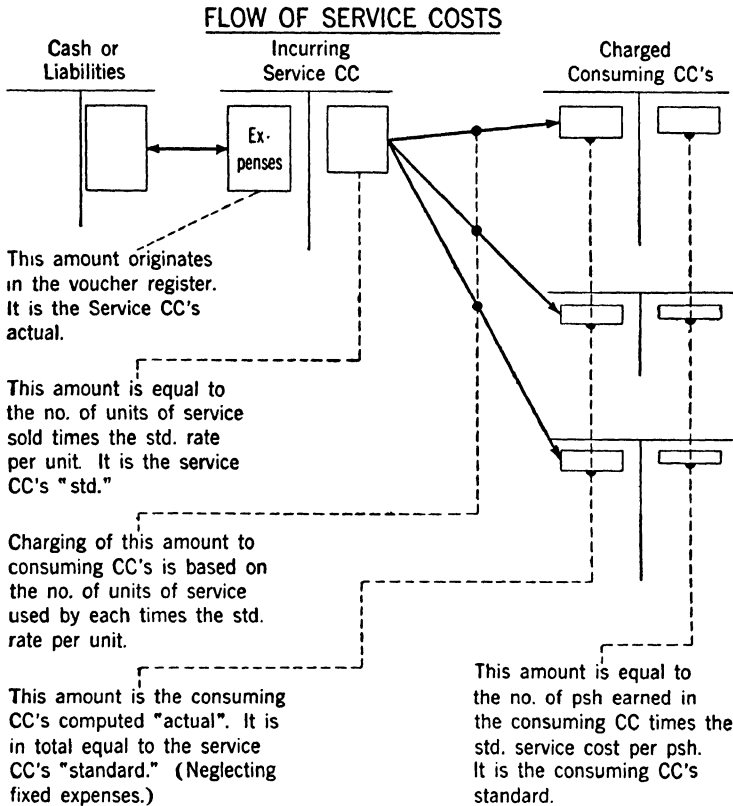 FLOW OF SERVICE COSTS
Cash or
Liabilities
Incurring
Service CC
Charged
Consuming CC's
Ex-
penses
This amount originates
in the voucher register.
It is the Service CC's
actual.
This amount is equal to
the no. of units of service
sold times the std. rate
per unit. It is the service
CC's "std."
Charging of this amount to
consuming CC's is based on
the no. of units of service
used by each times the std.
rate per unit.
This amount is the consuming
CC's computed "actual". It is
in total equal to the service
CC's "standard." (Neglecting
fixed expenses.)
This amount is equal to
the no. of psh earned in
the consuming CC times the
std. service cost per psh.
It is the consuming CC's
standard.